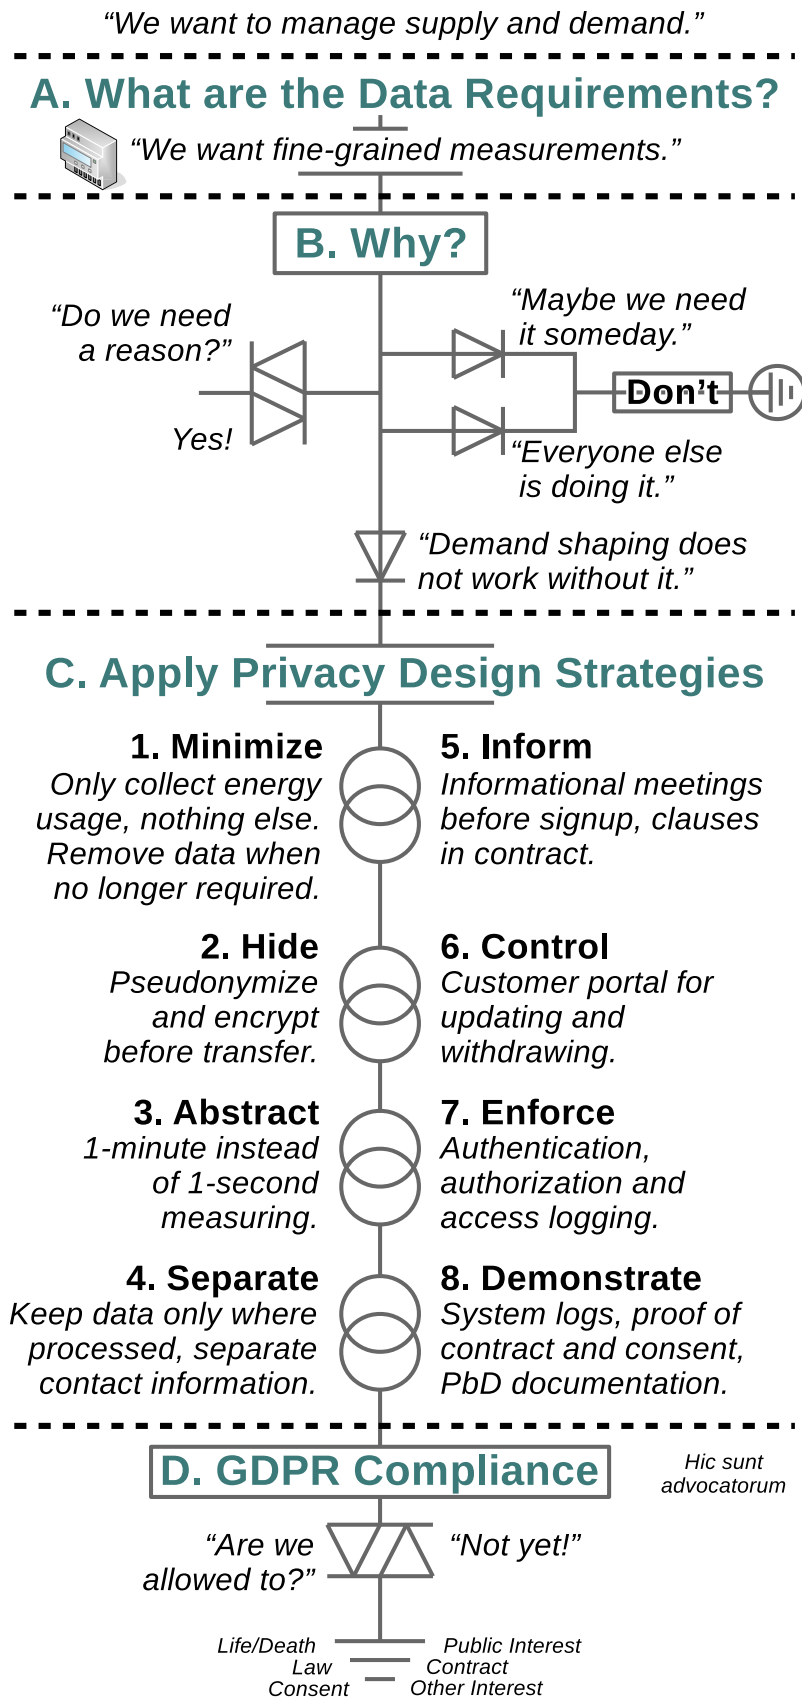 “We want to manage supply and demand.”
A. What are the Data Requirements?
“We want fine-grained measurements.”
B. Why?
“Do we need
a reason?”
Yes!
“Maybe we need
it someday.”
Don't
“Everyone else
is doing it.”
“Demand shaping does
not work without it.”
C. Apply Privacy Design Strategies
1. Minimize
Only collect energy
usage, nothing else.
Remove data when
no longer required.
5. Inform
Informational meetings
before signup, clauses
in contract.
2. Hide
Pseudonymize
and encrypt
before transfer.
6. Control
Customer portal for
updating and
withdrawing.
3. Abstract
1-minute instead
of 1-second
measuring.
7. Enforce
Authentication,
authorization and
access logging.
4. Separate
Keep data only where
processed, separate
contact information.
8. Demonstrate
System logs, proof of
contract and consent,
PbD documentation.
D. GDPR Compliance
Hic sunt
advocatorum
“Are we
allowed to?”
“Not yet!”
Life/Death
Law
Consent
Public Interest
Contract
Other Interest